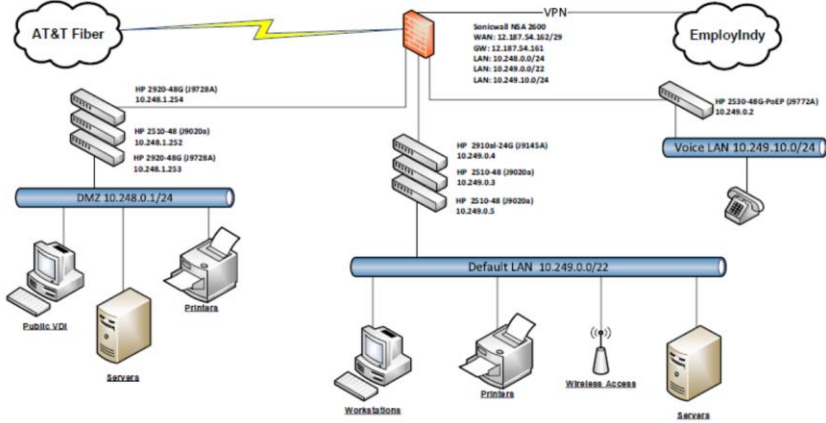 VPN
AT&T Fiber
Sonicwall NSA 2600
WAN: 12.187.54.162/29
GW: 12.187.54.161
LAN: 10.248.0.0/24
LAN: 10.249.0.0/22
LAN: 10.249.10.0/24
EmployIndy
HP 2920-48G (J9728A)
10.248.1.254
HP 2510-48 (J9020a)
10.248.1.252
HP 2920-48G (J9728A)
10.248.1.253
HP 2910al-24G (J9145A)
10.249.0.4
HP 2510-48 (J9020a)
10.249.0.3
HP 2510-48 (J9020a)
10.249.0.5
HP 2530-48G-PoEP (J9772A)
10.249.0.2
Voice LAN 10.249.10.0/24
DMZ 10.248.0.1/24
Public VDI
Servers
Printers
Default LAN 10.249.0.0/22
Workstations
Printers
Wireless Access
Servers